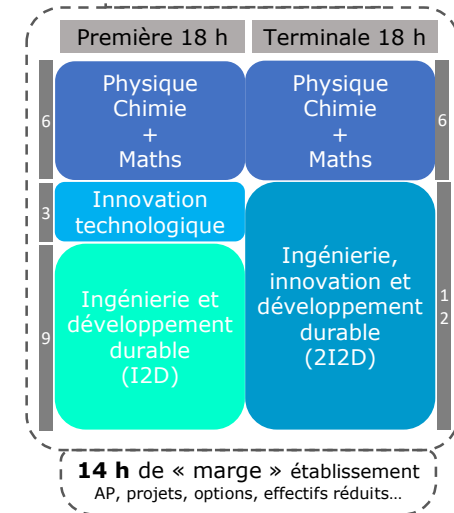 Première 18 h
Terminale 18 h
6
Physique
Chimie
+
Maths
Physique
Chimie
+
Maths
6
3
Innovation
technologique
9
Ingénierie et
développement
durable
(I2D)
Ingénierie,
innovation et
développement
durable
(2I2D)
1
2
14 h de « marge » établissement
AP, projets, options, effectifs réduits…